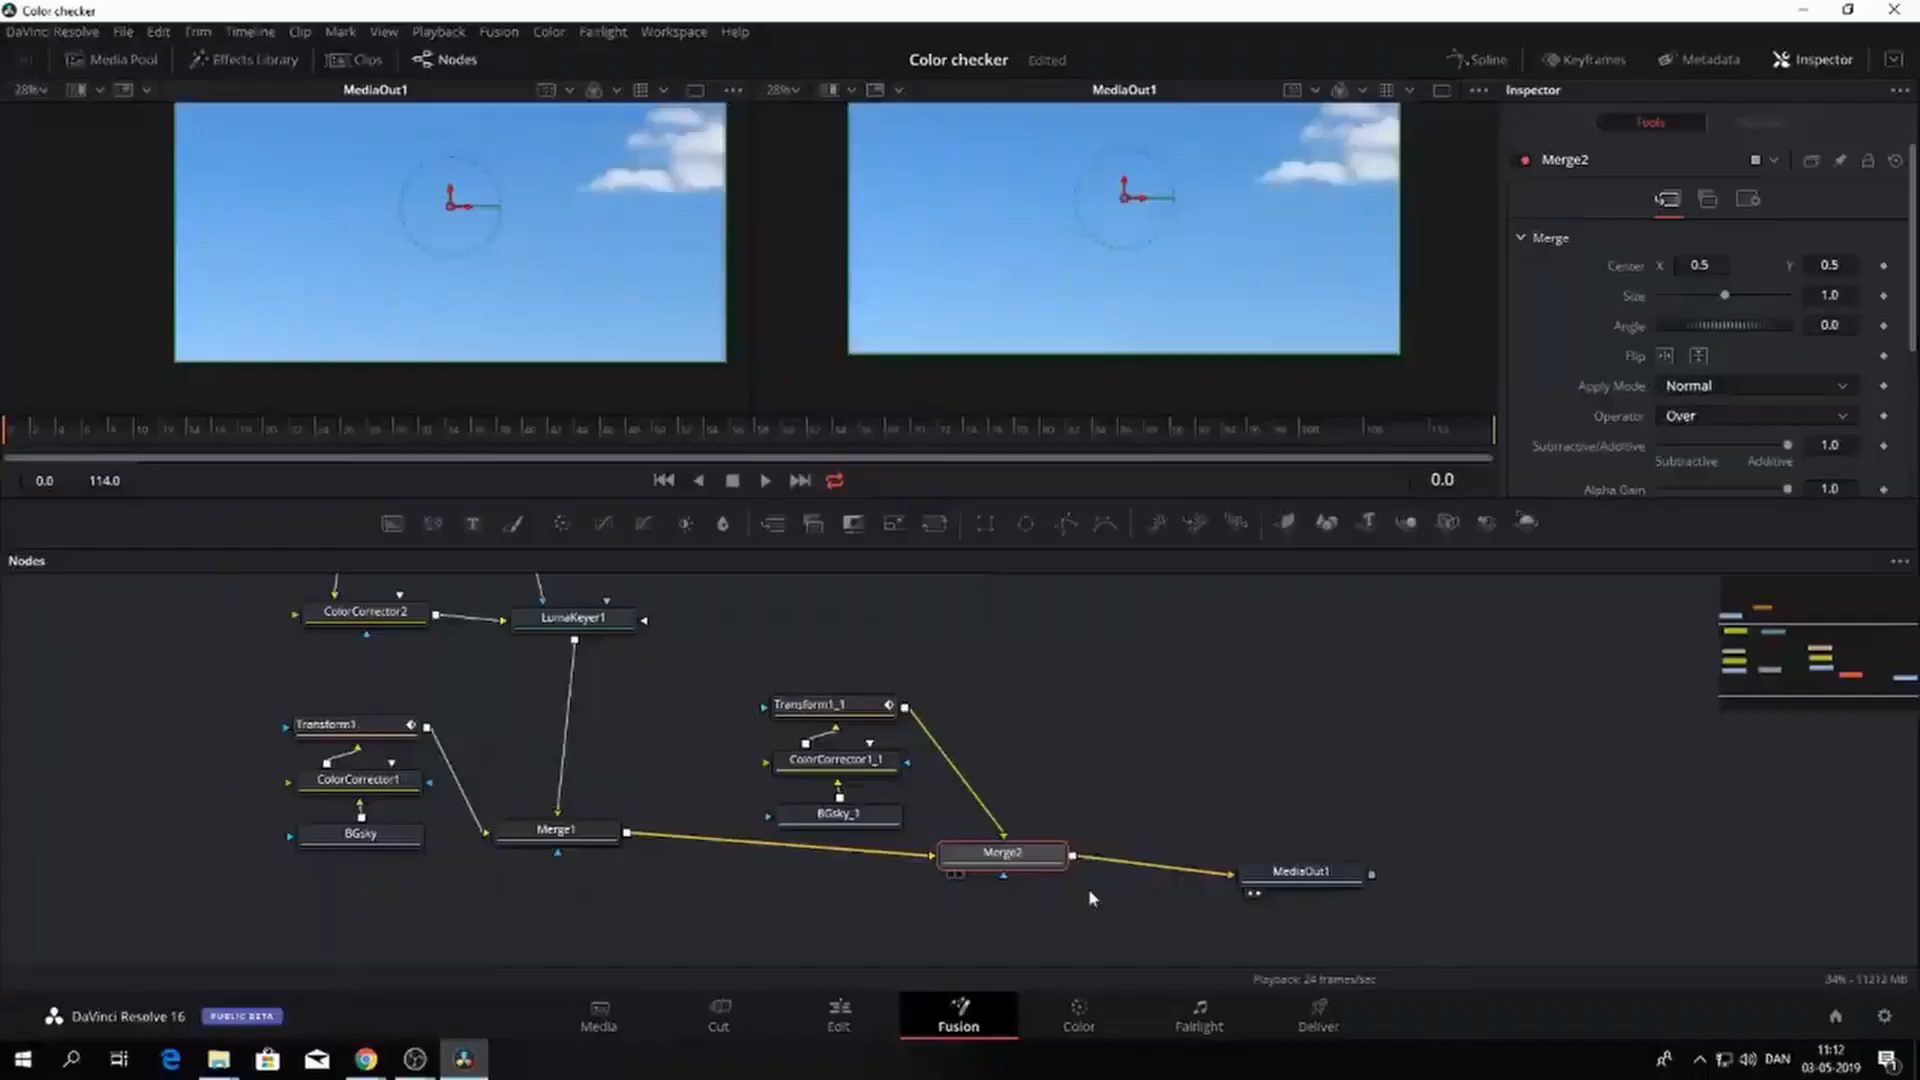 Color checker
DaVinci Resolve File Edit Trim Timeline Clip Mark View Playback Fusion Color Fairlight Workspace Help
Media Pool Effects Library Clips Nodes Color checker Edited Spline Keyframes Metadata Inspector
28% MediaOut1 28% MediaOut1 Inspector
Tools
Merge2
Merge
Center X 0.5 Y 0.5
Size 1.0
Angle 0.0
Flip
Apply Mode Normal
Operator Over
Subtractive/Additive 1.0
Subtractive Additive
Alpha Gain 1.0
0.0 114.0 0.0
Nodes
ColorCorrector2 LumaKeyer1
Transform1 Transform1_1
ColorCorrector1 ColorCorrector1_1
BGsky Merge1 BGsky_1
Merge2 MediaOut1
Playback: 24 frames/sec
DaVinci Resolve 16 PUBLIC BETA Media Cut Edit Fusion Color Fairlight Deliver
DAN 11:12
03-05-2019